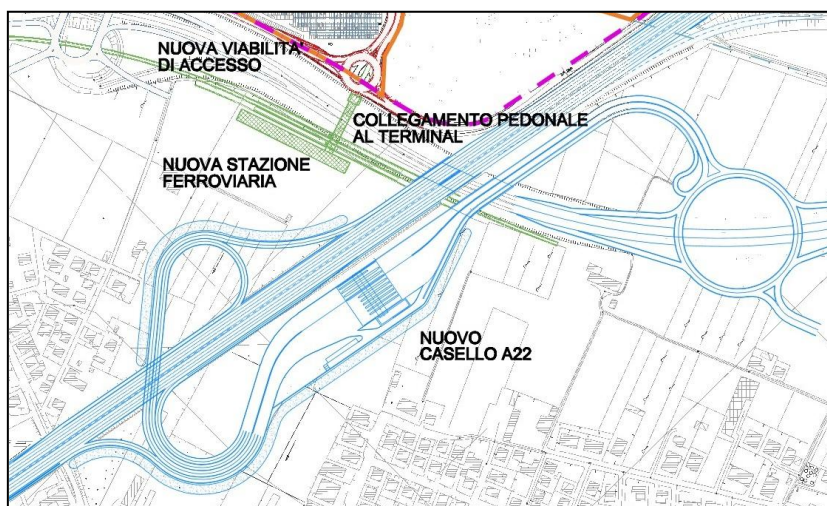 NUOVA VIABILITA'
DI ACCESSO
COLLEGAMENTO PEDONALE
AL TERMINAL
NUOVA STAZIONE
FERROVIARIA
NUOVO
CASELLO A22